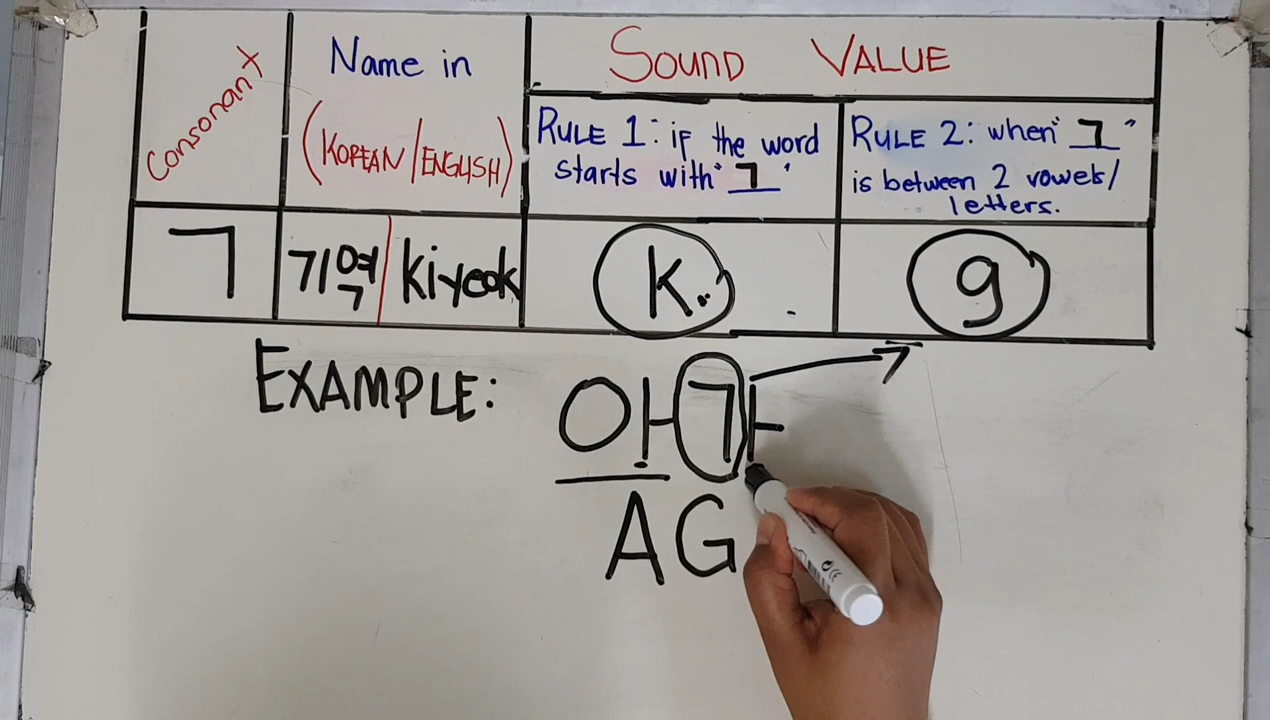 Consonant
Name in
(KOREAN/ENGLISH)
SOUND VALUE
RULE 1: if the word
starts with "ㄱ"
RULE 2: when "ㄱ"
is between 2 vowels/
letters.
ㄱ
기역
kiyeok
K
g
EXAMPLE:
아가
AG